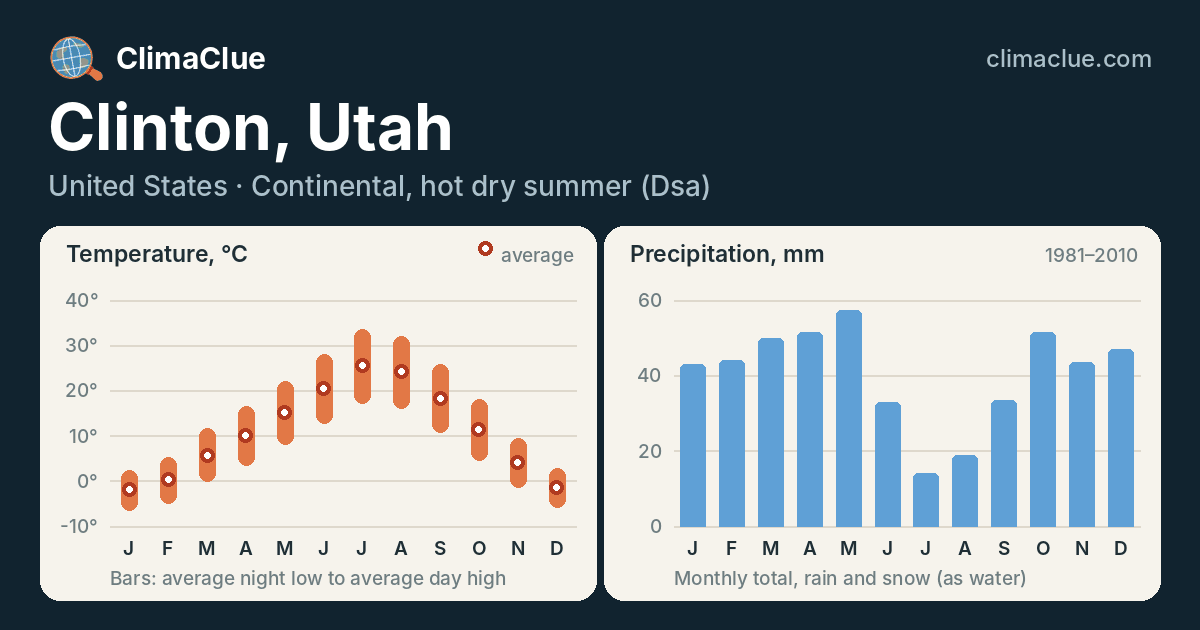 ClimaClue
climaclue.com
Clinton, Utah
United States · Continental, hot dry summer (Dsa)
Temperature, °C
average
40°
30°
20°
10°
0°
-10°
J F M A M J J A S O N D
Bars: average night low to average day high
Precipitation, mm
1981–2010
60
40
20
0
J F M A M J J A S O N D
Monthly total, rain and snow (as water)